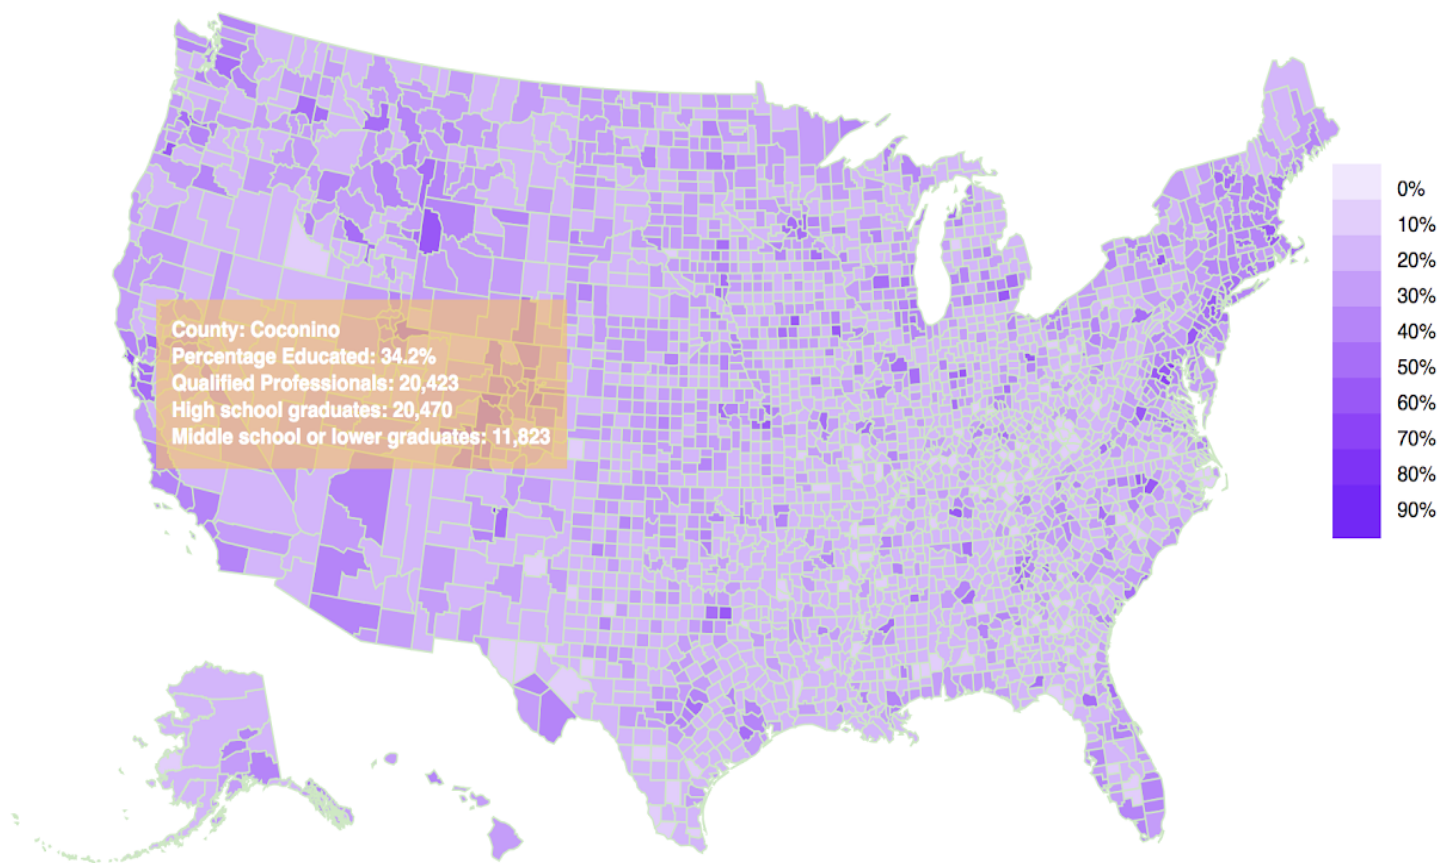 County: Coconino
Percentage Educated: 34.2%
Qualified Professionals: 20,423
High school graduates: 20,470
Middle school or lower graduates: 11,823
0%
10%
20%
30%
40%
50%
60%
70%
80%
90%